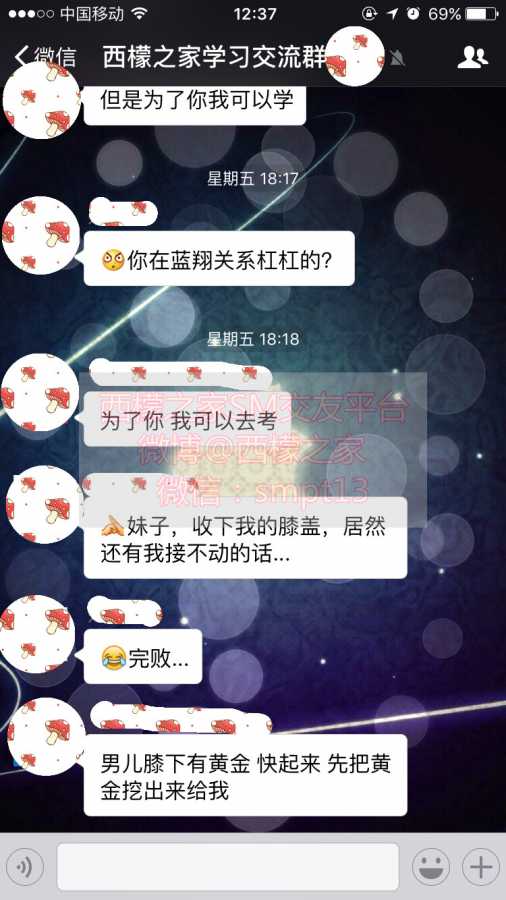 中国移动
12:37
69%
微信
西檬之家学习交流群
但是为了你我可以学
星期五 18:17
你在蓝翔关系杠杠的?
星期五 18:18
为了你 我可以去考
西檬之家SM交友平台
微博@西檬之家
微信：smpt13
妹子，收下我的膝盖，居然
还有我接不动的话...
完败...
男儿膝下有黄金 快起来 先把黄
金挖出来给我